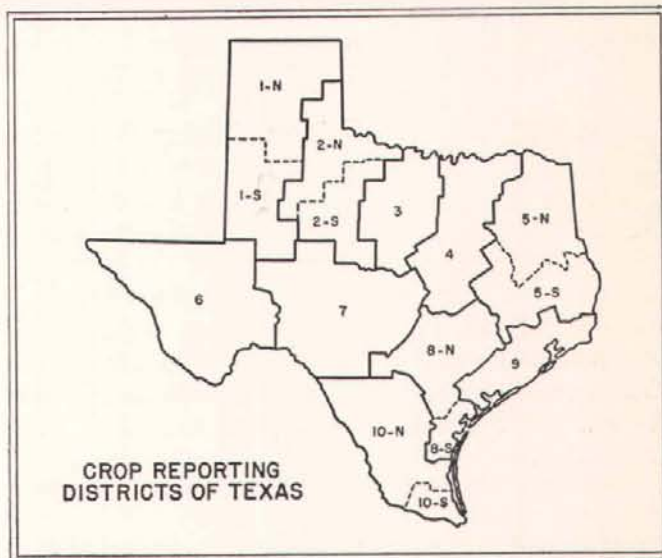 1-N
2-N
1-S
2-S
3
4
5-N
5-S
6
7
8-N
9
10-N
8-S
10-S
CROP REPORTING
DISTRICTS OF TEXAS